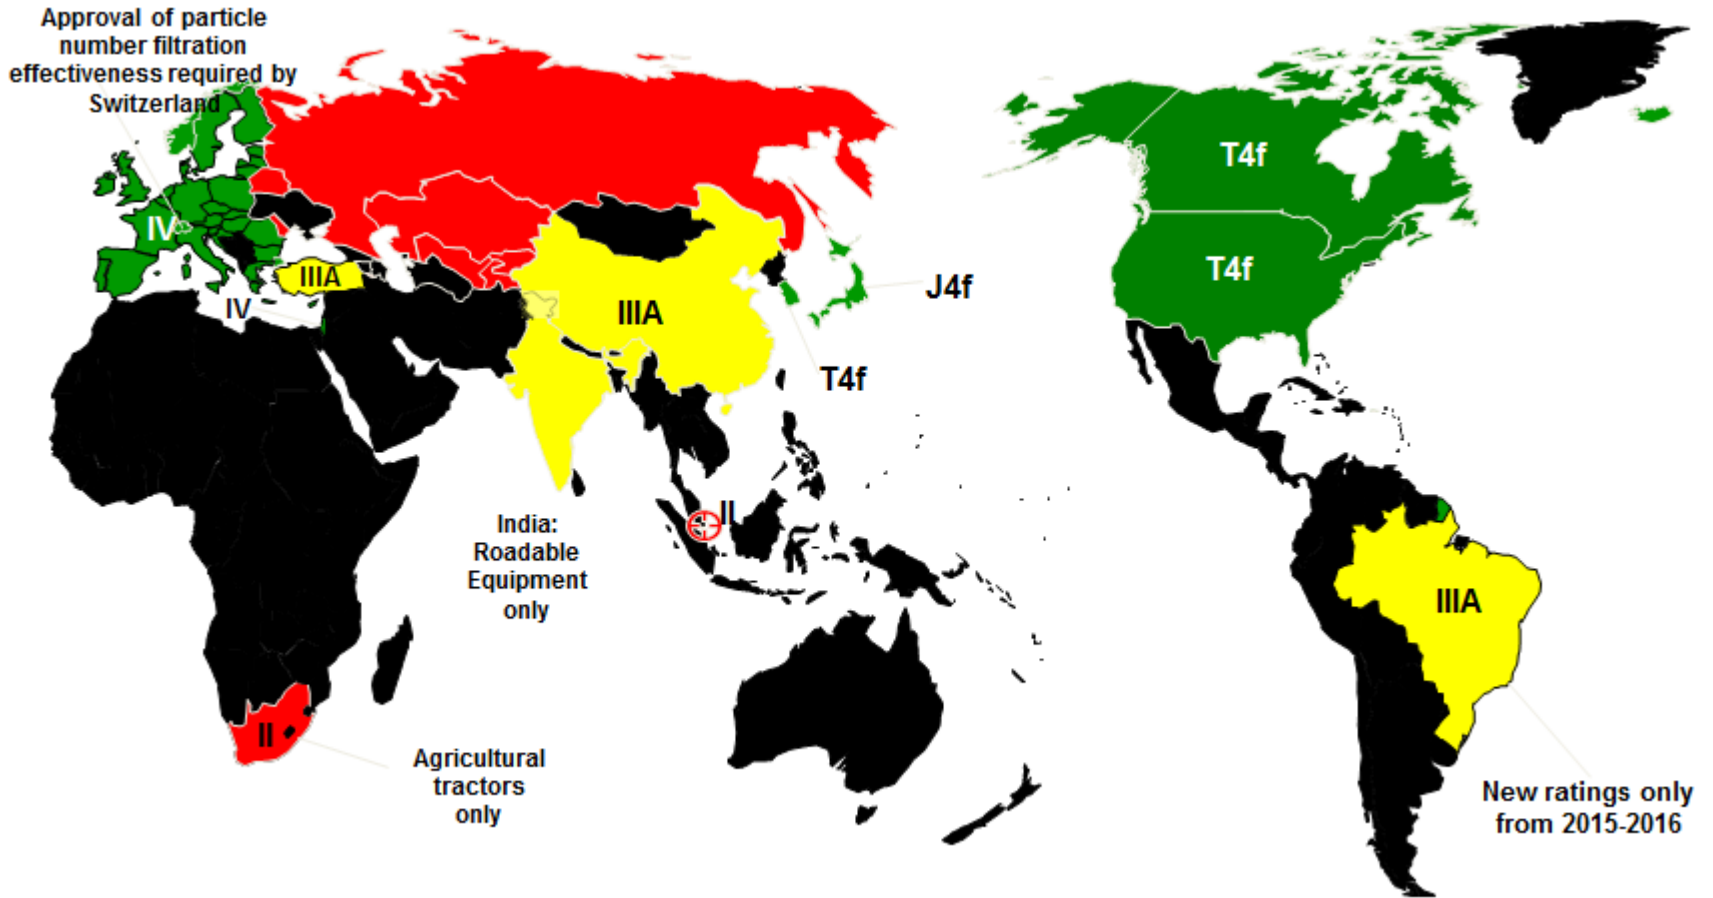 Approval of particle
number filtration
effectiveness required by
Switzerland
IV
IIIA
IV
IIIA
J4f
T4f
T4f
T4f
II
India:
Roadable
Equipment
only
IIIA
II
Agricultural
tractors
only
New ratings only
from 2015-2016